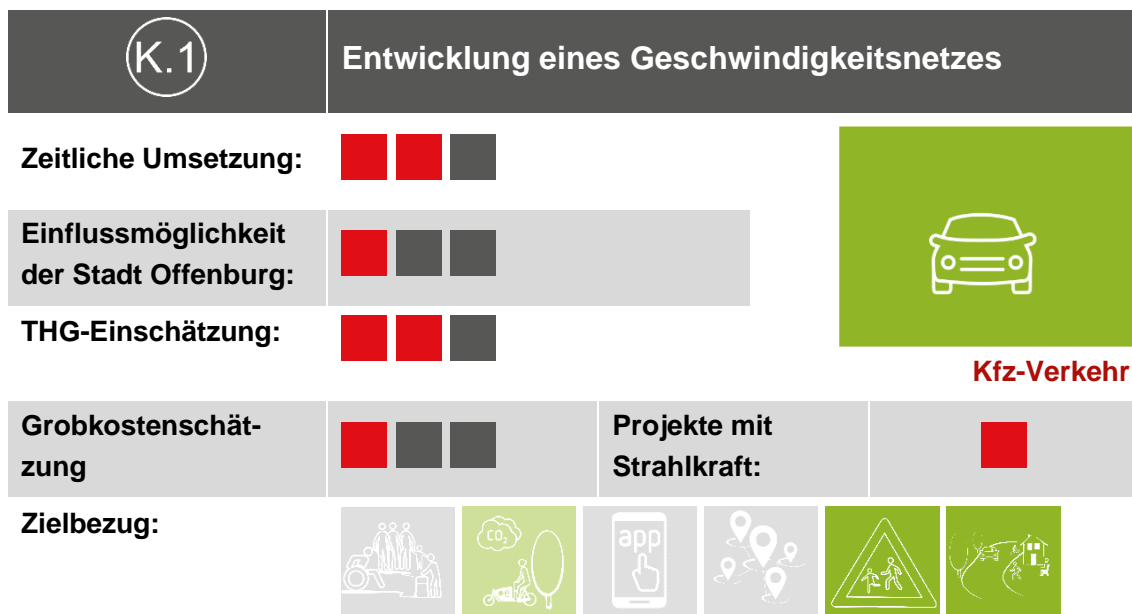 K.1
Entwicklung eines Geschwindigkeitsnetzes
Zeitliche Umsetzung:
Einflussmöglichkeit
der Stadt Offenburg:
THG-Einschätzung:
Kfz-Verkehr
Grobkostenschät-
zung
Projekte mit
Strahlkraft:
Zielbezug:
CO₂
app